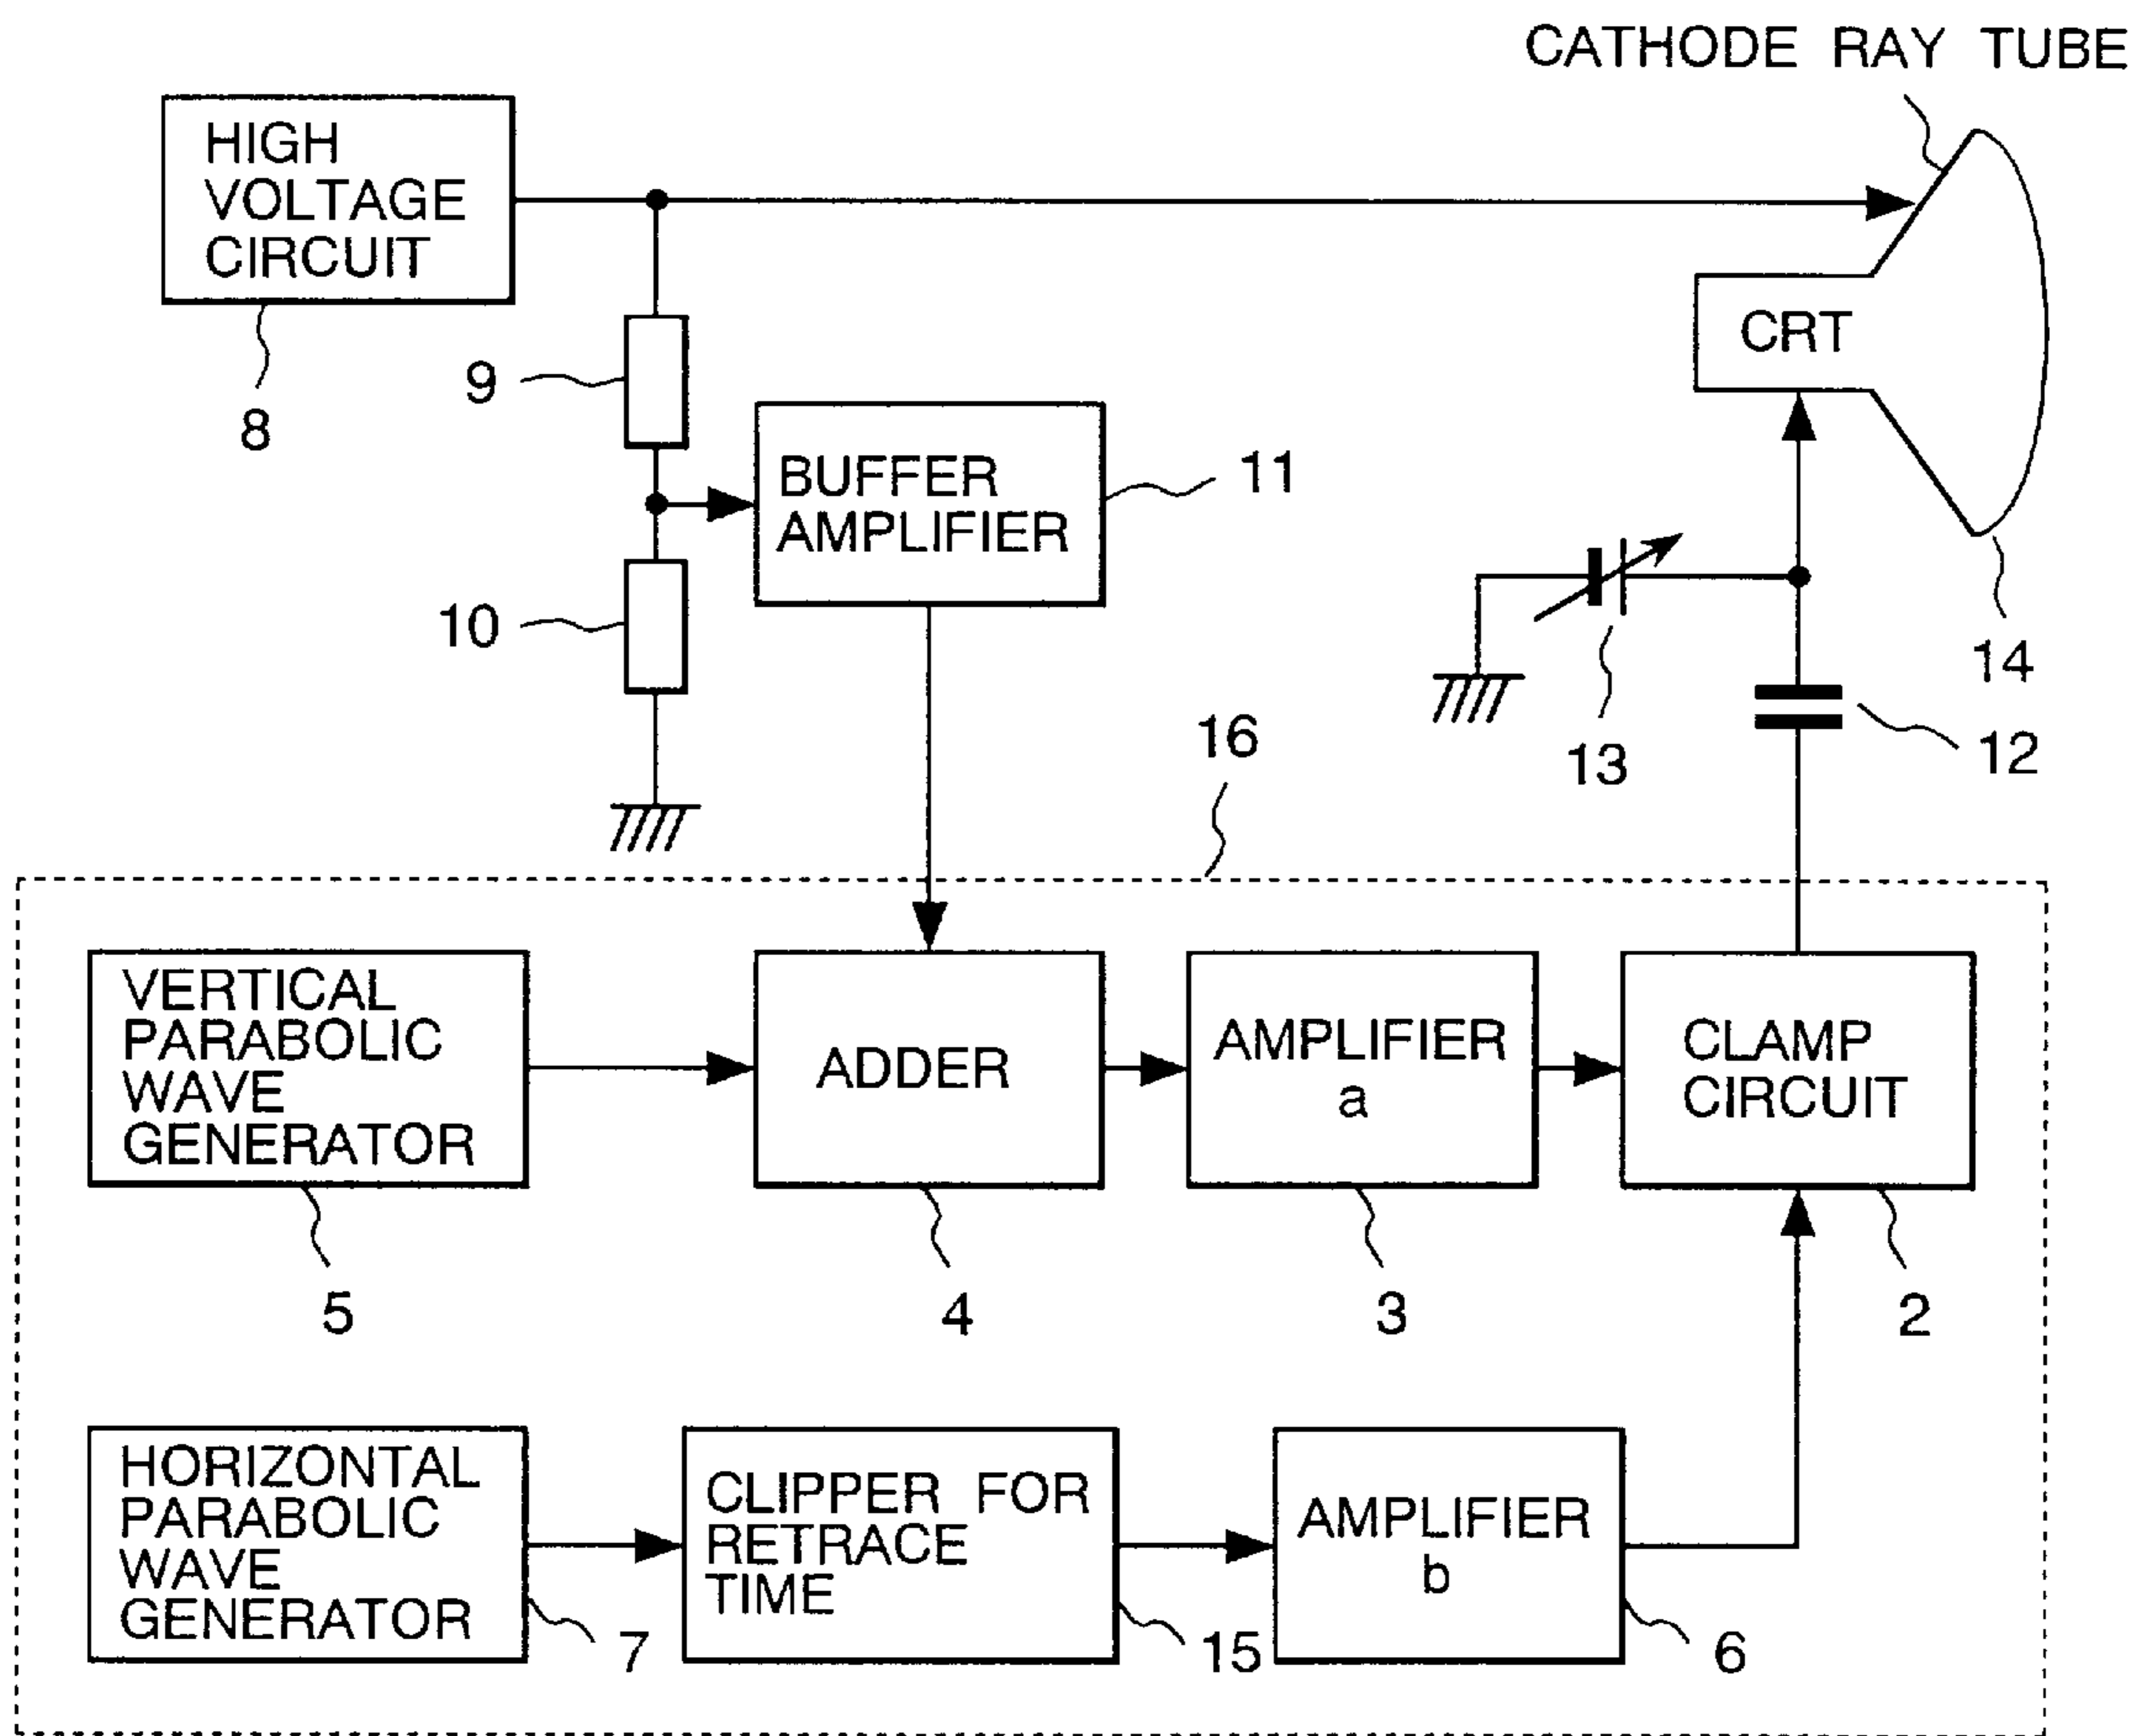 CATHODE RAY TUBE
HIGH
VOLTAGE
CIRCUIT
8
9
CRT
BUFFER
AMPLIFIER
11
10
14
13
12
16
VERTICAL
PARABOLIC
WAVE
GENERATOR
5
ADDER
4
AMPLIFIER
a
3
CLAMP
CIRCUIT
2
HORIZONTAL
PARABOLIC
WAVE
GENERATOR
7
CLIPPER FOR
RETRACE
TIME
15
AMPLIFIER
b
6